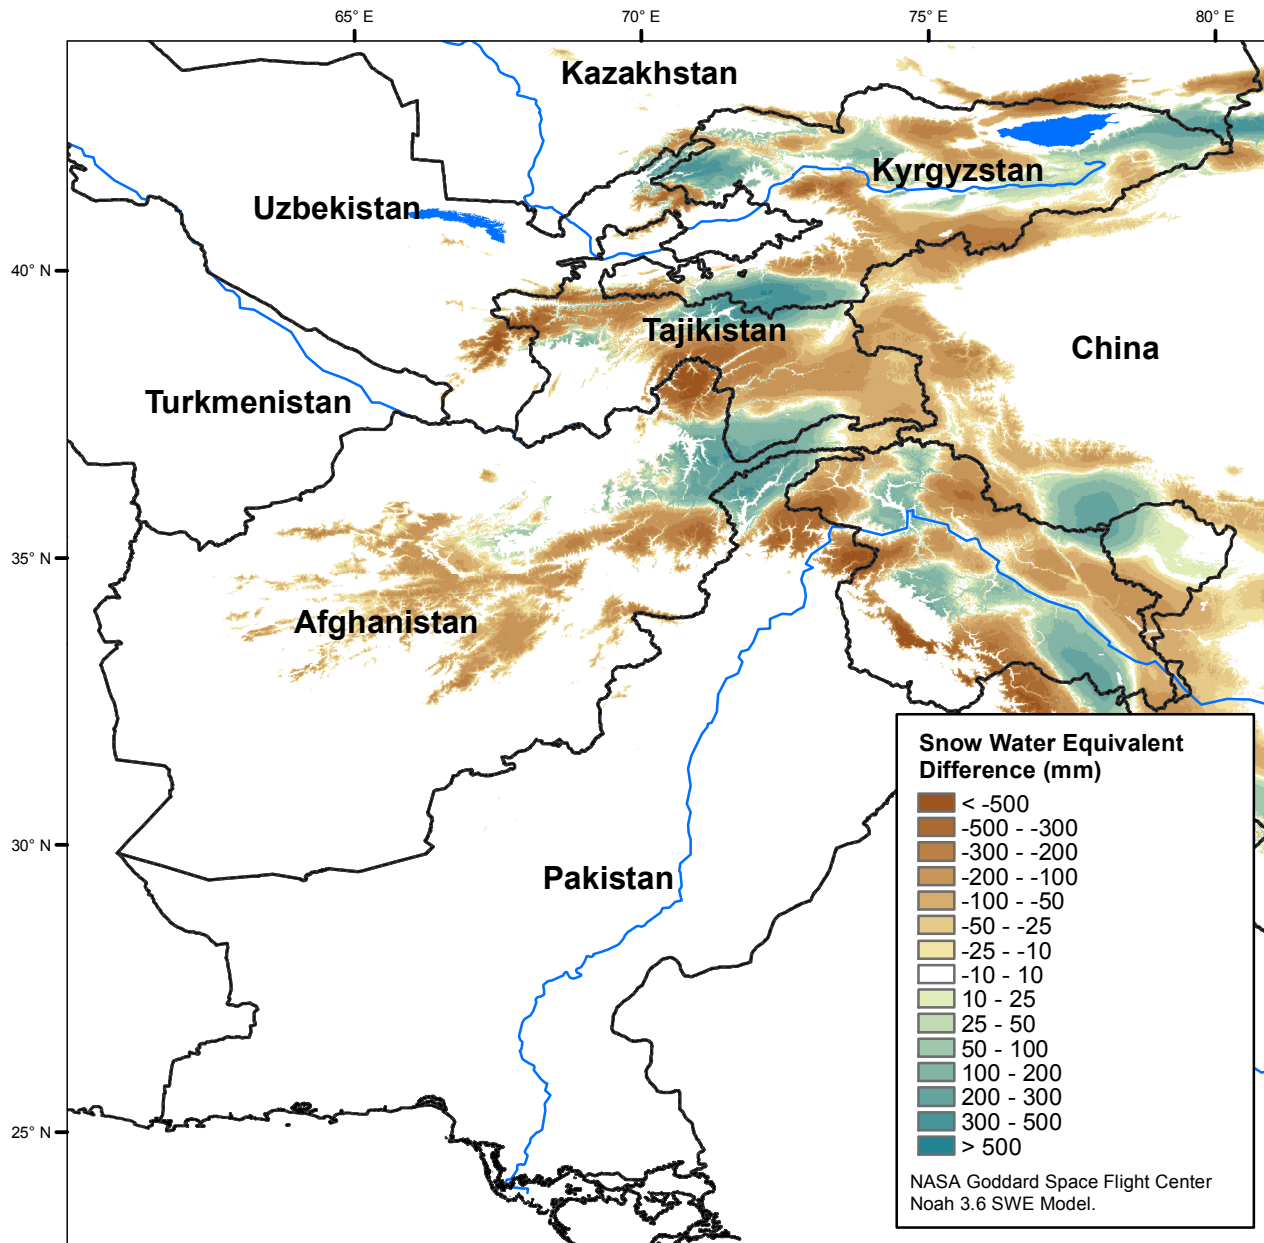 65° E
70° E
75° E
80° E
Kazakhstan
Kyrgyzstan
Uzbekistan
40° N
Tajikistan
China
Turkmenistan
35° N
Afghanistan
Snow Water Equivalent
Difference (mm)
< -500
-500 - -300
-300 - -200
-200 - -100
-100 - -50
-50 - -25
-25 - -10
-10 - 10
10 - 25
25 - 50
50 - 100
100 - 200
200 - 300
300 - 500
> 500
30° N
Pakistan
25° N
NASA Goddard Space Flight Center
Noah 3.6 SWE Model.